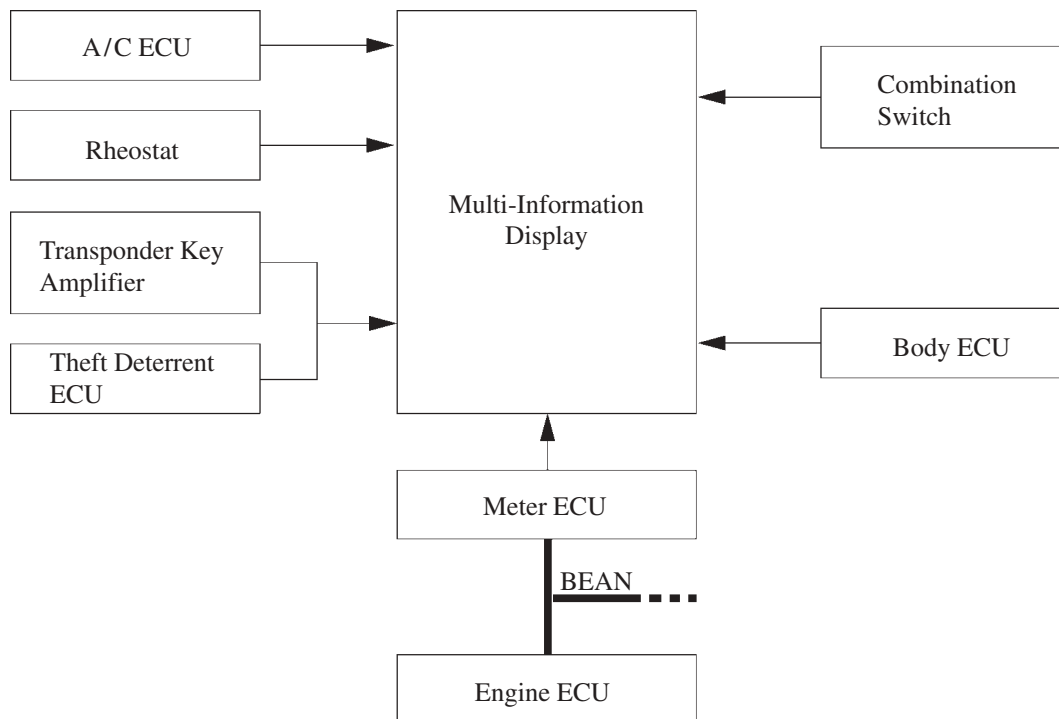 A/C ECU
Rheostat
Transponder Key
Amplifier
Theft Deterrent
ECU
Multi-Information
Display
Combination
Switch
Body ECU
Meter ECU
BEAN
Engine ECU